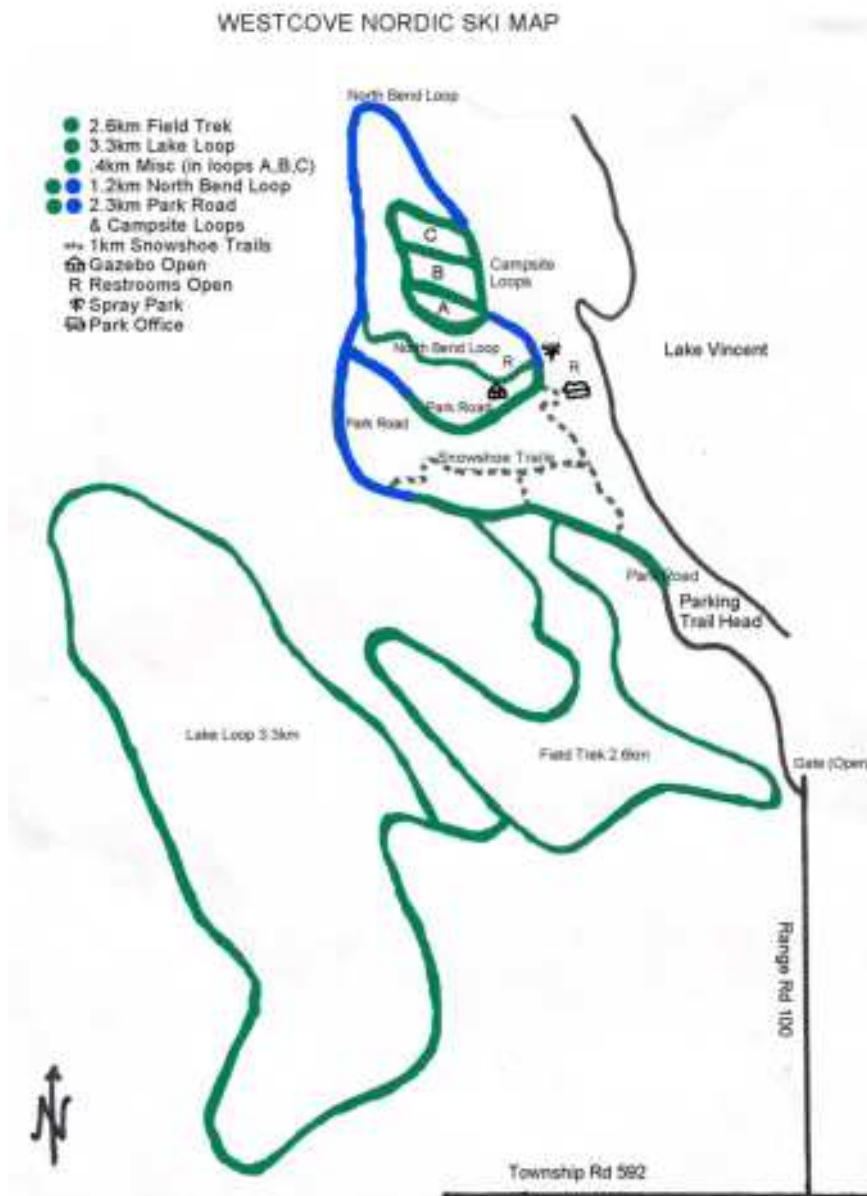 WESTCOVE NORDIC SKI MAP
North Bend Loop
2.6km Field Trek
3.3km Lake Loop
.4km Misc (in loops A,B,C)
1.2km North Bend Loop
2.3km Park Road
& Campsite Loops
1km Snowshoe Trails
Gazebo Open
R Restrooms Open
Spray Park
Park Office
C
B
A
Campsite
Loops
Lake Vincent
North Bend Loop
R
R
Park Road
Park Road
Snowshoe Trails
Park Road
Parking
Trail Head
Lake Loop 3.3km
Field Trek 2.6km
Gate (Open)
Range Rd 100
N
Township Rd 592